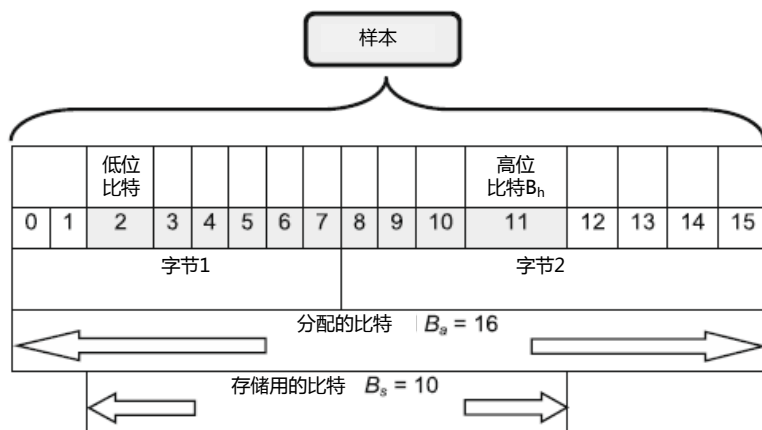 样本
低位
比特
高位
比特Bₕ
0 1 2 3 4 5 6 7 8 9 10 11 12 13 14 15
字节1 字节2
分配的比特 Bₐ = 16
存储用的比特 Bₛ = 10